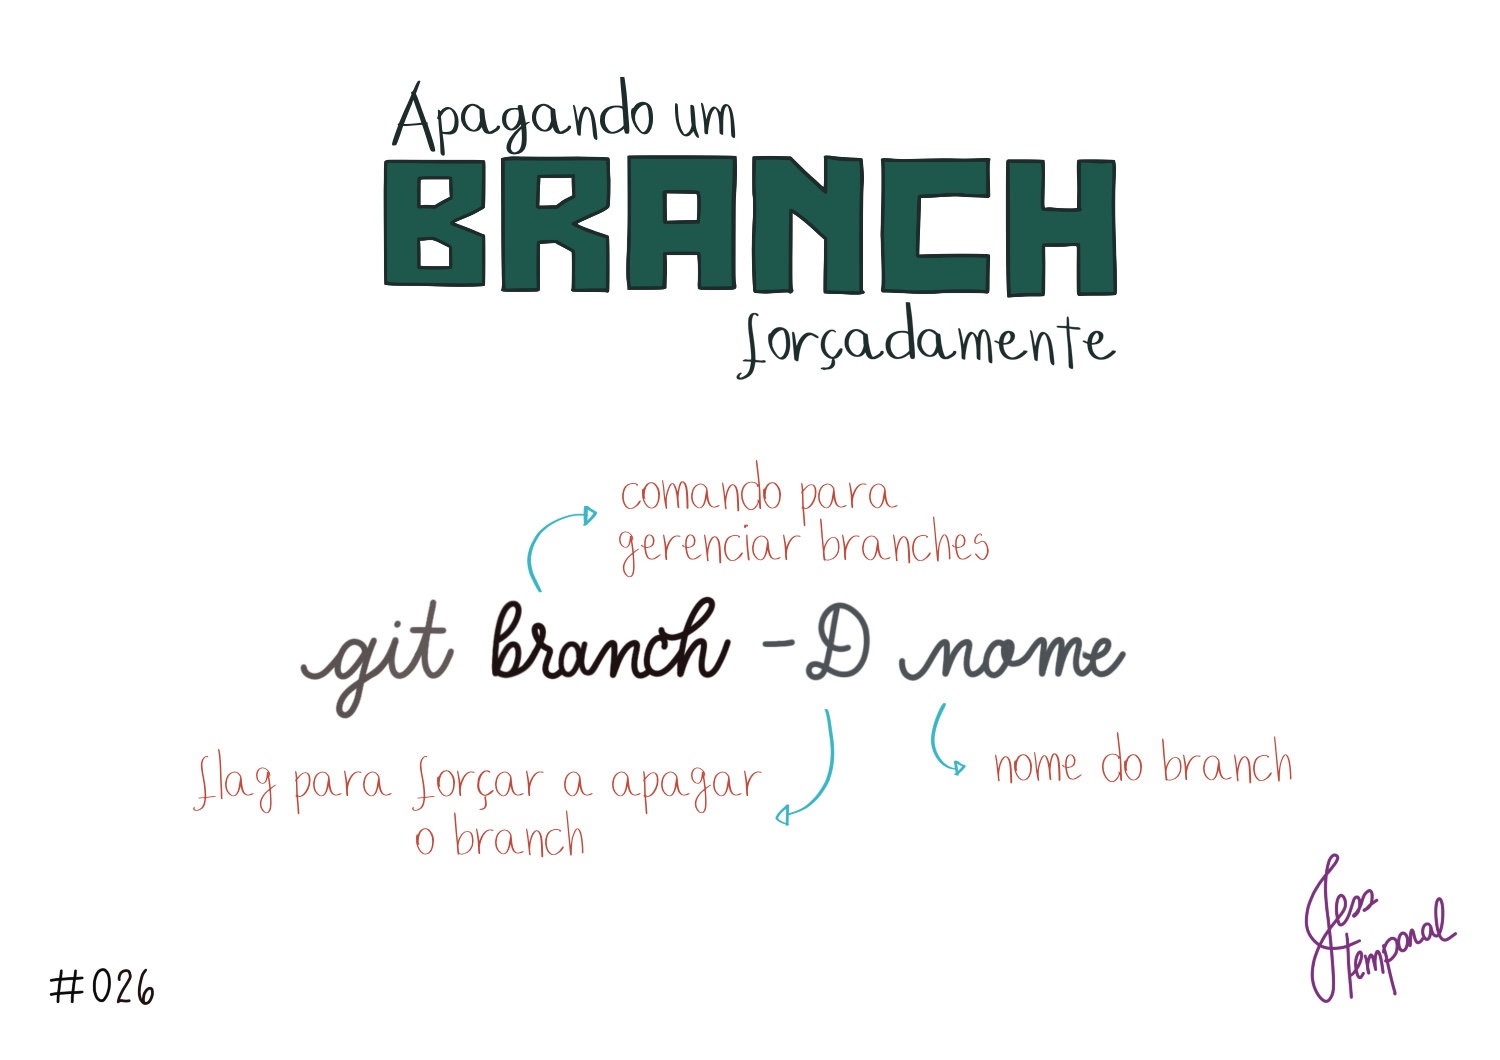 Apagando um
BRANCH
forçadamente
comando para
gerenciar branches
git branch -D nome
flag para forçar a apagar
o branch
nome do branch
Jess
temporal
#026